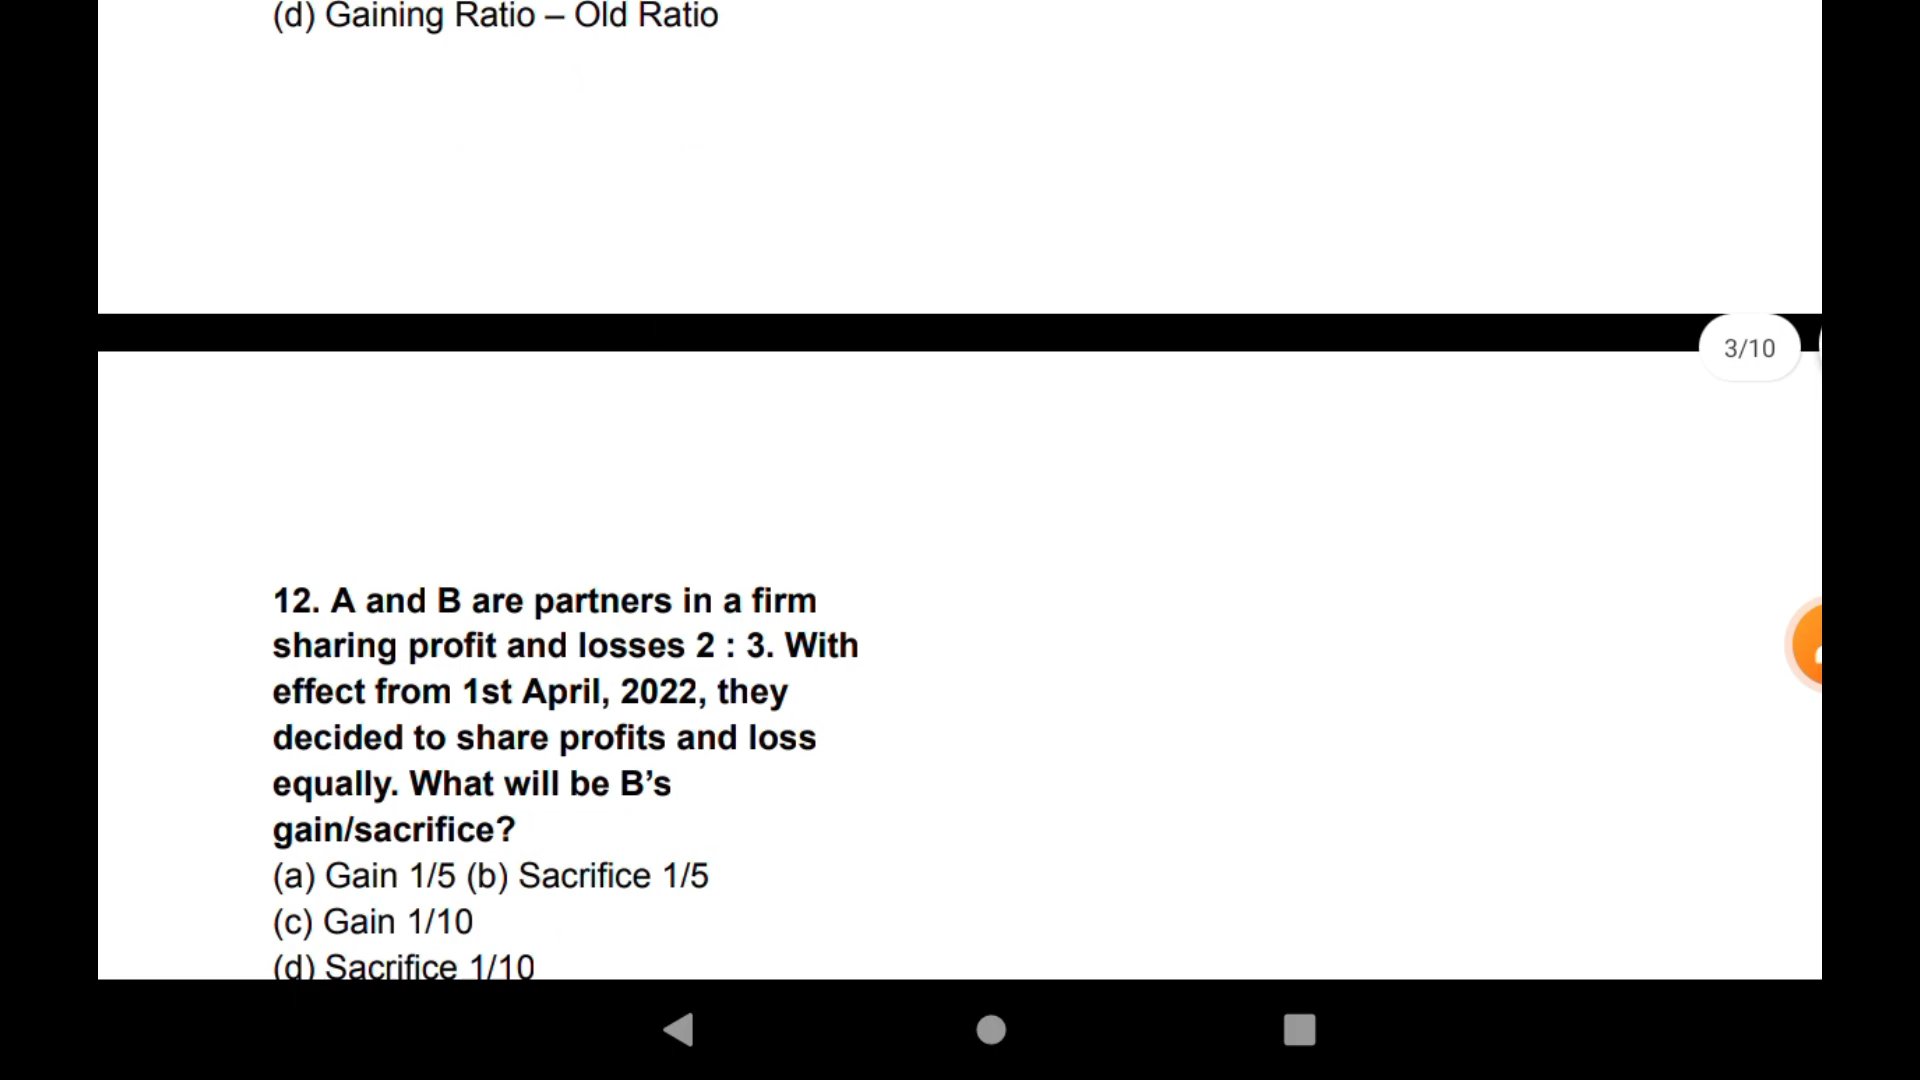 (d) Gaining Ratio – Old Ratio
3/10
12. A and B are partners in a firm
sharing profit and losses 2 : 3. With
effect from 1st April, 2022, they
decided to share profits and loss
equally. What will be B’s
gain/sacrifice?
(a) Gain 1/5 (b) Sacrifice 1/5
(c) Gain 1/10
(d) Sacrifice 1/10